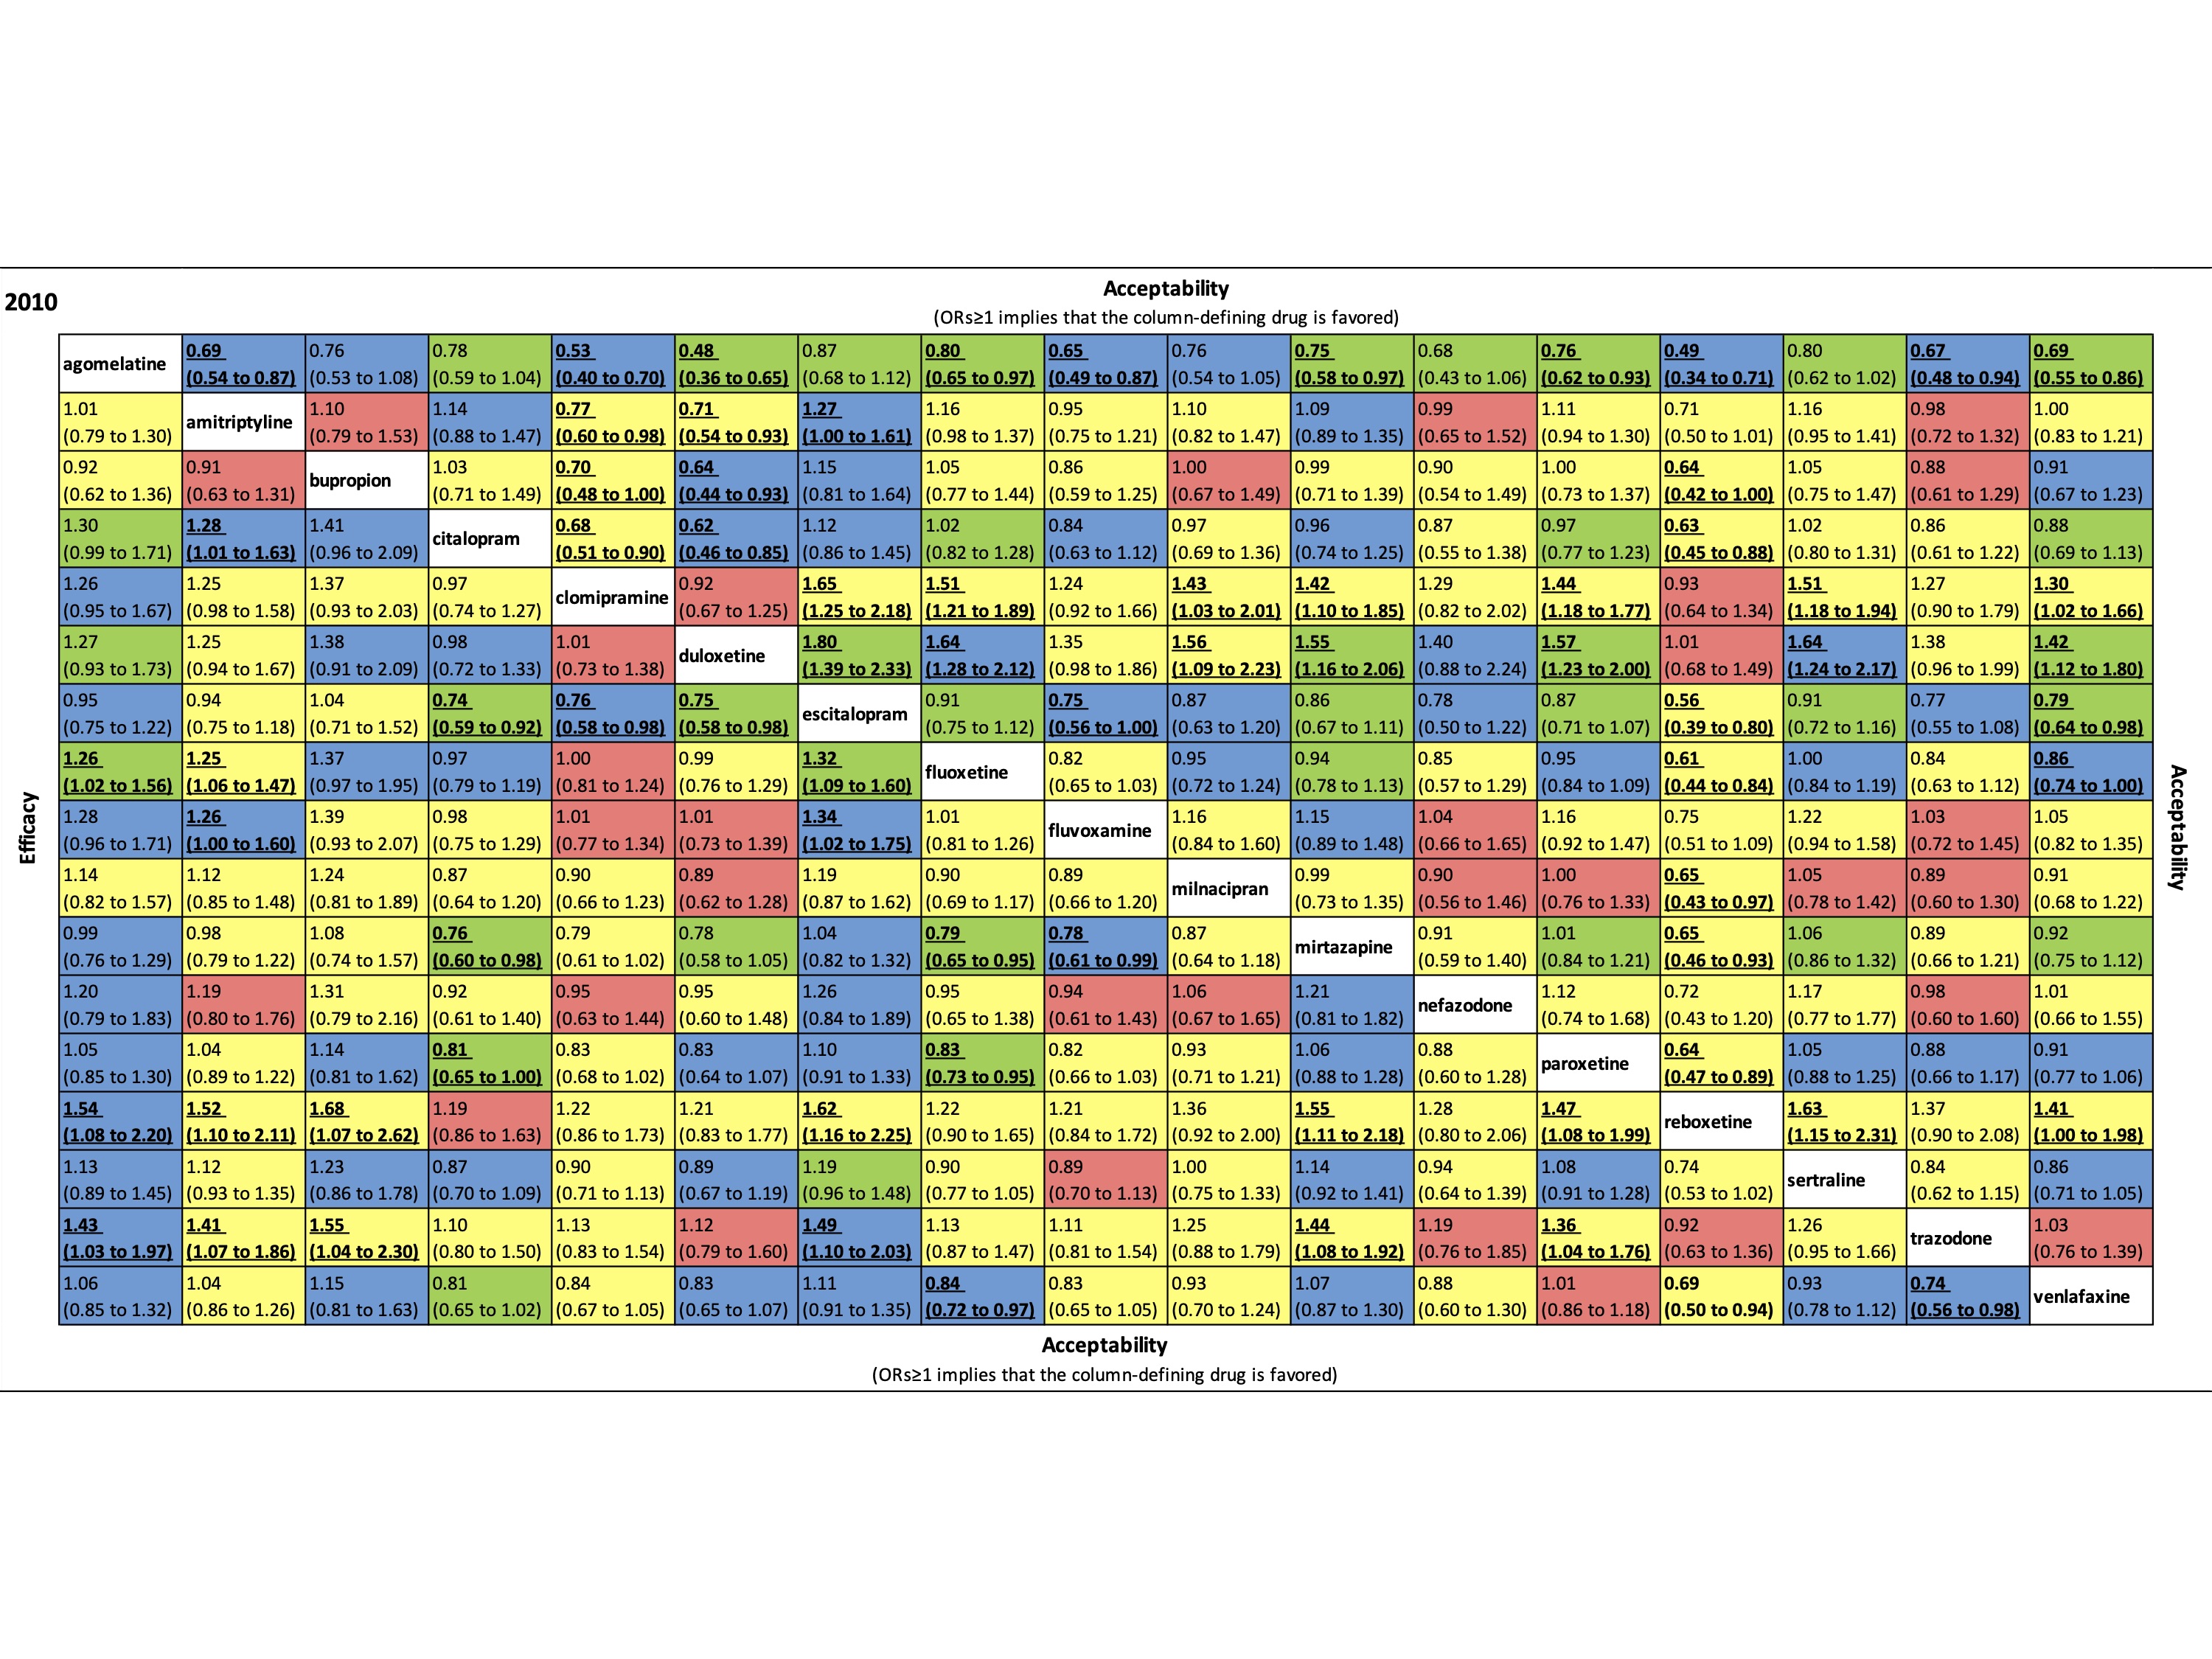 Acceptability
2010
(ORs≥1 implies that the column-defining drug is favored)
agomelatine 0.69 0.76 0.78 0.53 0.48 0.87 0.80 0.65 0.76 0.75 0.68 0.76 0.49 0.80 0.67 0.69
(0.54 to 0.87) (0.53 to 1.08) (0.59 to 1.04) (0.40 to 0.70) (0.36 to 0.65) (0.68 to 1.12) (0.65 to 0.97) (0.49 to 0.87) (0.54 to 1.05) (0.58 to 0.97) (0.43 to 1.06) (0.62 to 0.93) (0.34 to 0.71) (0.62 to 1.02) (0.48 to 0.94) (0.55 to 0.86)
1.01 amitriptyline 1.10 1.14 0.77 0.71 1.27 1.16 0.95 1.10 1.09 0.99 1.11 0.71 1.16 0.98 1.00
(0.79 to 1.30) (0.79 to 1.53) (0.88 to 1.47) (0.60 to 0.98) (0.54 to 0.93) (1.00 to 1.61) (0.98 to 1.37) (0.75 to 1.21) (0.82 to 1.47) (0.89 to 1.35) (0.65 to 1.52) (0.94 to 1.30) (0.50 to 1.01) (0.95 to 1.41) (0.72 to 1.32) (0.83 to 1.21)
0.92 0.91 bupropion 1.03 0.70 0.64 1.15 1.05 0.86 1.00 0.99 0.90 1.00 0.64 1.05 0.88 0.91
(0.62 to 1.36) (0.63 to 1.31) (0.71 to 1.49) (0.48 to 1.00) (0.44 to 0.93) (0.81 to 1.64) (0.77 to 1.44) (0.59 to 1.25) (0.67 to 1.49) (0.71 to 1.39) (0.54 to 1.49) (0.73 to 1.37) (0.42 to 1.00) (0.75 to 1.47) (0.61 to 1.29) (0.67 to 1.23)
1.30 1.28 1.41 citalopram 0.68 0.62 1.12 1.02 0.84 0.97 0.96 0.87 0.97 0.63 1.02 0.86 0.88
(0.99 to 1.71) (1.01 to 1.63) (0.96 to 2.09) (0.51 to 0.90) (0.46 to 0.85) (0.86 to 1.45) (0.82 to 1.28) (0.63 to 1.12) (0.69 to 1.36) (0.74 to 1.25) (0.55 to 1.38) (0.77 to 1.23) (0.45 to 0.88) (0.80 to 1.31) (0.61 to 1.22) (0.69 to 1.13)
1.26 1.25 1.37 0.97 clomipramine 0.92 1.65 1.51 1.24 1.43 1.42 1.29 1.44 0.93 1.51 1.27 1.30
(0.95 to 1.67) (0.98 to 1.58) (0.93 to 2.03) (0.74 to 1.27) (0.67 to 1.25) (1.25 to 2.18) (1.21 to 1.89) (0.92 to 1.66) (1.03 to 2.01) (1.10 to 1.85) (0.82 to 2.02) (1.18 to 1.77) (0.64 to 1.34) (1.18 to 1.94) (0.90 to 1.79) (1.02 to 1.66)
1.27 1.25 1.38 0.98 1.01 duloxetine 1.80 1.64 1.35 1.56 1.55 1.40 1.57 1.01 1.64 1.38 1.42
(0.93 to 1.73) (0.94 to 1.67) (0.91 to 2.09) (0.72 to 1.33) (0.73 to 1.38) (1.39 to 2.33) (1.28 to 2.12) (0.98 to 1.86) (1.09 to 2.23) (1.16 to 2.06) (0.88 to 2.24) (1.23 to 2.00) (0.68 to 1.49) (1.24 to 2.17) (0.96 to 1.99) (1.12 to 1.80)
0.95 0.94 1.04 0.74 0.76 0.75 escitalopram 0.91 0.75 0.87 0.86 0.78 0.87 0.56 0.91 0.77 0.79
(0.75 to 1.22) (0.75 to 1.18) (0.71 to 1.52) (0.59 to 0.92) (0.58 to 0.98) (0.58 to 0.98) (0.75 to 1.12) (0.56 to 1.00) (0.63 to 1.20) (0.67 to 1.11) (0.50 to 1.22) (0.71 to 1.07) (0.39 to 0.80) (0.72 to 1.16) (0.55 to 1.08) (0.64 to 0.98)
1.26 1.25 1.37 0.97 1.00 0.99 1.32 fluoxetine 0.82 0.95 0.94 0.85 0.95 0.61 1.00 0.84 0.86
(1.02 to 1.56) (1.06 to 1.47) (0.97 to 1.95) (0.79 to 1.19) (0.81 to 1.24) (0.76 to 1.29) (1.09 to 1.60) (0.65 to 1.03) (0.72 to 1.24) (0.78 to 1.13) (0.57 to 1.29) (0.84 to 1.09) (0.44 to 0.84) (0.84 to 1.19) (0.63 to 1.12) (0.74 to 1.00)
1.28 1.26 1.39 0.98 1.01 1.01 1.34 1.01 fluvoxamine 1.16 1.15 1.04 1.16 0.75 1.22 1.03 1.05
(0.96 to 1.71) (1.00 to 1.60) (0.93 to 2.07) (0.75 to 1.29) (0.77 to 1.34) (0.73 to 1.39) (1.02 to 1.75) (0.81 to 1.26) (0.84 to 1.60) (0.89 to 1.48) (0.66 to 1.65) (0.92 to 1.47) (0.51 to 1.09) (0.94 to 1.58) (0.72 to 1.45) (0.82 to 1.35)
1.14 1.12 1.24 0.87 0.90 0.89 1.19 0.90 0.89 milnacipran 0.99 0.90 1.00 0.65 1.05 0.89 0.91
(0.82 to 1.57) (0.85 to 1.48) (0.81 to 1.89) (0.64 to 1.20) (0.66 to 1.23) (0.62 to 1.28) (0.87 to 1.62) (0.69 to 1.17) (0.66 to 1.20) (0.73 to 1.35) (0.56 to 1.46) (0.76 to 1.33) (0.43 to 0.97) (0.78 to 1.42) (0.60 to 1.30) (0.68 to 1.22)
0.99 0.98 1.08 0.76 0.79 0.78 1.04 0.79 0.78 0.87 mirtazapine 0.91 1.01 0.65 1.06 0.89 0.92
(0.76 to 1.29) (0.79 to 1.22) (0.74 to 1.57) (0.60 to 0.98) (0.61 to 1.02) (0.58 to 1.05) (0.82 to 1.32) (0.65 to 0.95) (0.61 to 0.99) (0.64 to 1.18) (0.59 to 1.40) (0.84 to 1.21) (0.46 to 0.93) (0.86 to 1.32) (0.66 to 1.21) (0.75 to 1.12)
1.20 1.19 1.31 0.92 0.95 0.95 1.26 0.95 0.94 1.06 1.21 nefazodone 1.12 0.72 1.17 0.98 1.01
(0.79 to 1.83) (0.80 to 1.76) (0.79 to 2.16) (0.61 to 1.40) (0.63 to 1.44) (0.60 to 1.48) (0.84 to 1.89) (0.65 to 1.38) (0.61 to 1.43) (0.67 to 1.65) (0.81 to 1.82) (0.74 to 1.68) (0.43 to 1.20) (0.77 to 1.77) (0.60 to 1.60) (0.66 to 1.55)
1.05 1.04 1.14 0.81 0.83 0.83 1.10 0.83 0.82 0.93 1.06 0.88 paroxetine 0.64 1.05 0.88 0.91
(0.85 to 1.30) (0.89 to 1.22) (0.81 to 1.62) (0.65 to 1.00) (0.68 to 1.02) (0.64 to 1.07) (0.91 to 1.33) (0.73 to 0.95) (0.66 to 1.03) (0.71 to 1.21) (0.88 to 1.28) (0.60 to 1.28) (0.47 to 0.89) (0.88 to 1.25) (0.66 to 1.17) (0.77 to 1.06)
1.54 1.52 1.68 1.19 1.22 1.21 1.62 1.22 1.21 1.36 1.55 1.28 1.47 reboxetine 1.63 1.37 1.41
(1.08 to 2.20) (1.10 to 2.11) (1.07 to 2.62) (0.86 to 1.63) (0.86 to 1.73) (0.83 to 1.77) (1.16 to 2.25) (0.90 to 1.65) (0.84 to 1.72) (0.92 to 2.00) (1.11 to 2.18) (0.80 to 2.06) (1.08 to 1.99) (1.15 to 2.31) (0.90 to 2.08) (1.00 to 1.98)
1.13 1.12 1.23 0.87 0.90 0.89 1.19 0.90 0.89 1.00 1.14 0.94 1.08 0.74 sertraline 0.84 0.86
(0.89 to 1.45) (0.93 to 1.35) (0.86 to 1.78) (0.70 to 1.09) (0.71 to 1.13) (0.67 to 1.19) (0.96 to 1.48) (0.77 to 1.05) (0.70 to 1.13) (0.75 to 1.33) (0.92 to 1.41) (0.64 to 1.39) (0.91 to 1.28) (0.53 to 1.02) (0.62 to 1.15) (0.71 to 1.05)
1.43 1.41 1.55 1.10 1.13 1.12 1.49 1.13 1.11 1.25 1.44 1.19 1.36 0.92 1.26 trazodone 1.03
(1.03 to 1.97) (1.07 to 1.86) (1.04 to 2.30) (0.80 to 1.50) (0.83 to 1.54) (0.79 to 1.60) (1.10 to 2.03) (0.87 to 1.47) (0.81 to 1.54) (0.88 to 1.79) (1.08 to 1.92) (0.76 to 1.85) (1.04 to 1.76) (0.63 to 1.36) (0.95 to 1.66) (0.76 to 1.39)
1.06 1.04 1.15 0.81 0.84 0.83 1.11 0.84 0.83 0.93 1.07 0.88 1.01 0.69 0.93 0.74 venlafaxine
(0.85 to 1.32) (0.86 to 1.26) (0.81 to 1.63) (0.65 to 1.02) (0.67 to 1.05) (0.65 to 1.07) (0.91 to 1.35) (0.72 to 0.97) (0.65 to 1.05) (0.70 to 1.24) (0.87 to 1.30) (0.60 to 1.30) (0.86 to 1.18) (0.50 to 0.94) (0.78 to 1.12) (0.56 to 0.98)
Efficacy
Acceptability
Acceptability
(ORs≥1 implies that the column-defining drug is favored)